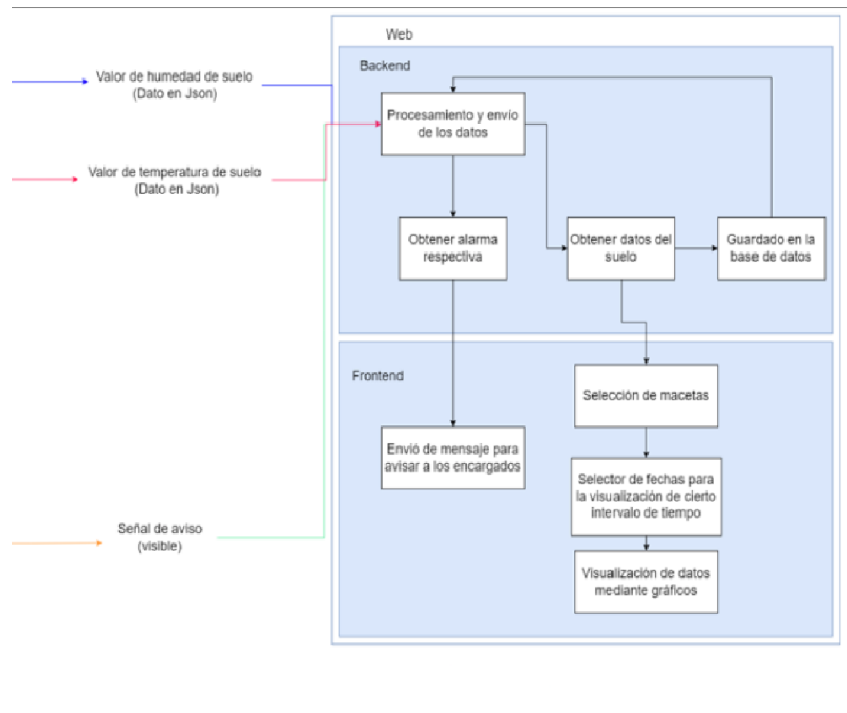 Web
Backend
Valor de humedad de suelo
(Dato en Json)
Procesamiento y envío
de los datos
Valor de temperatura de suelo
(Dato en Json)
Obtener alarma
respectiva
Obtener datos del
suelo
Guardado en la
base de datos
Frontend
Selección de macetas
Envió de mensaje para
avisar a los encargados
Selector de fechas para
la visualización de cierto
intervalo de tiempo
Señal de aviso
(visible)
Visualización de datos
mediante gráficos